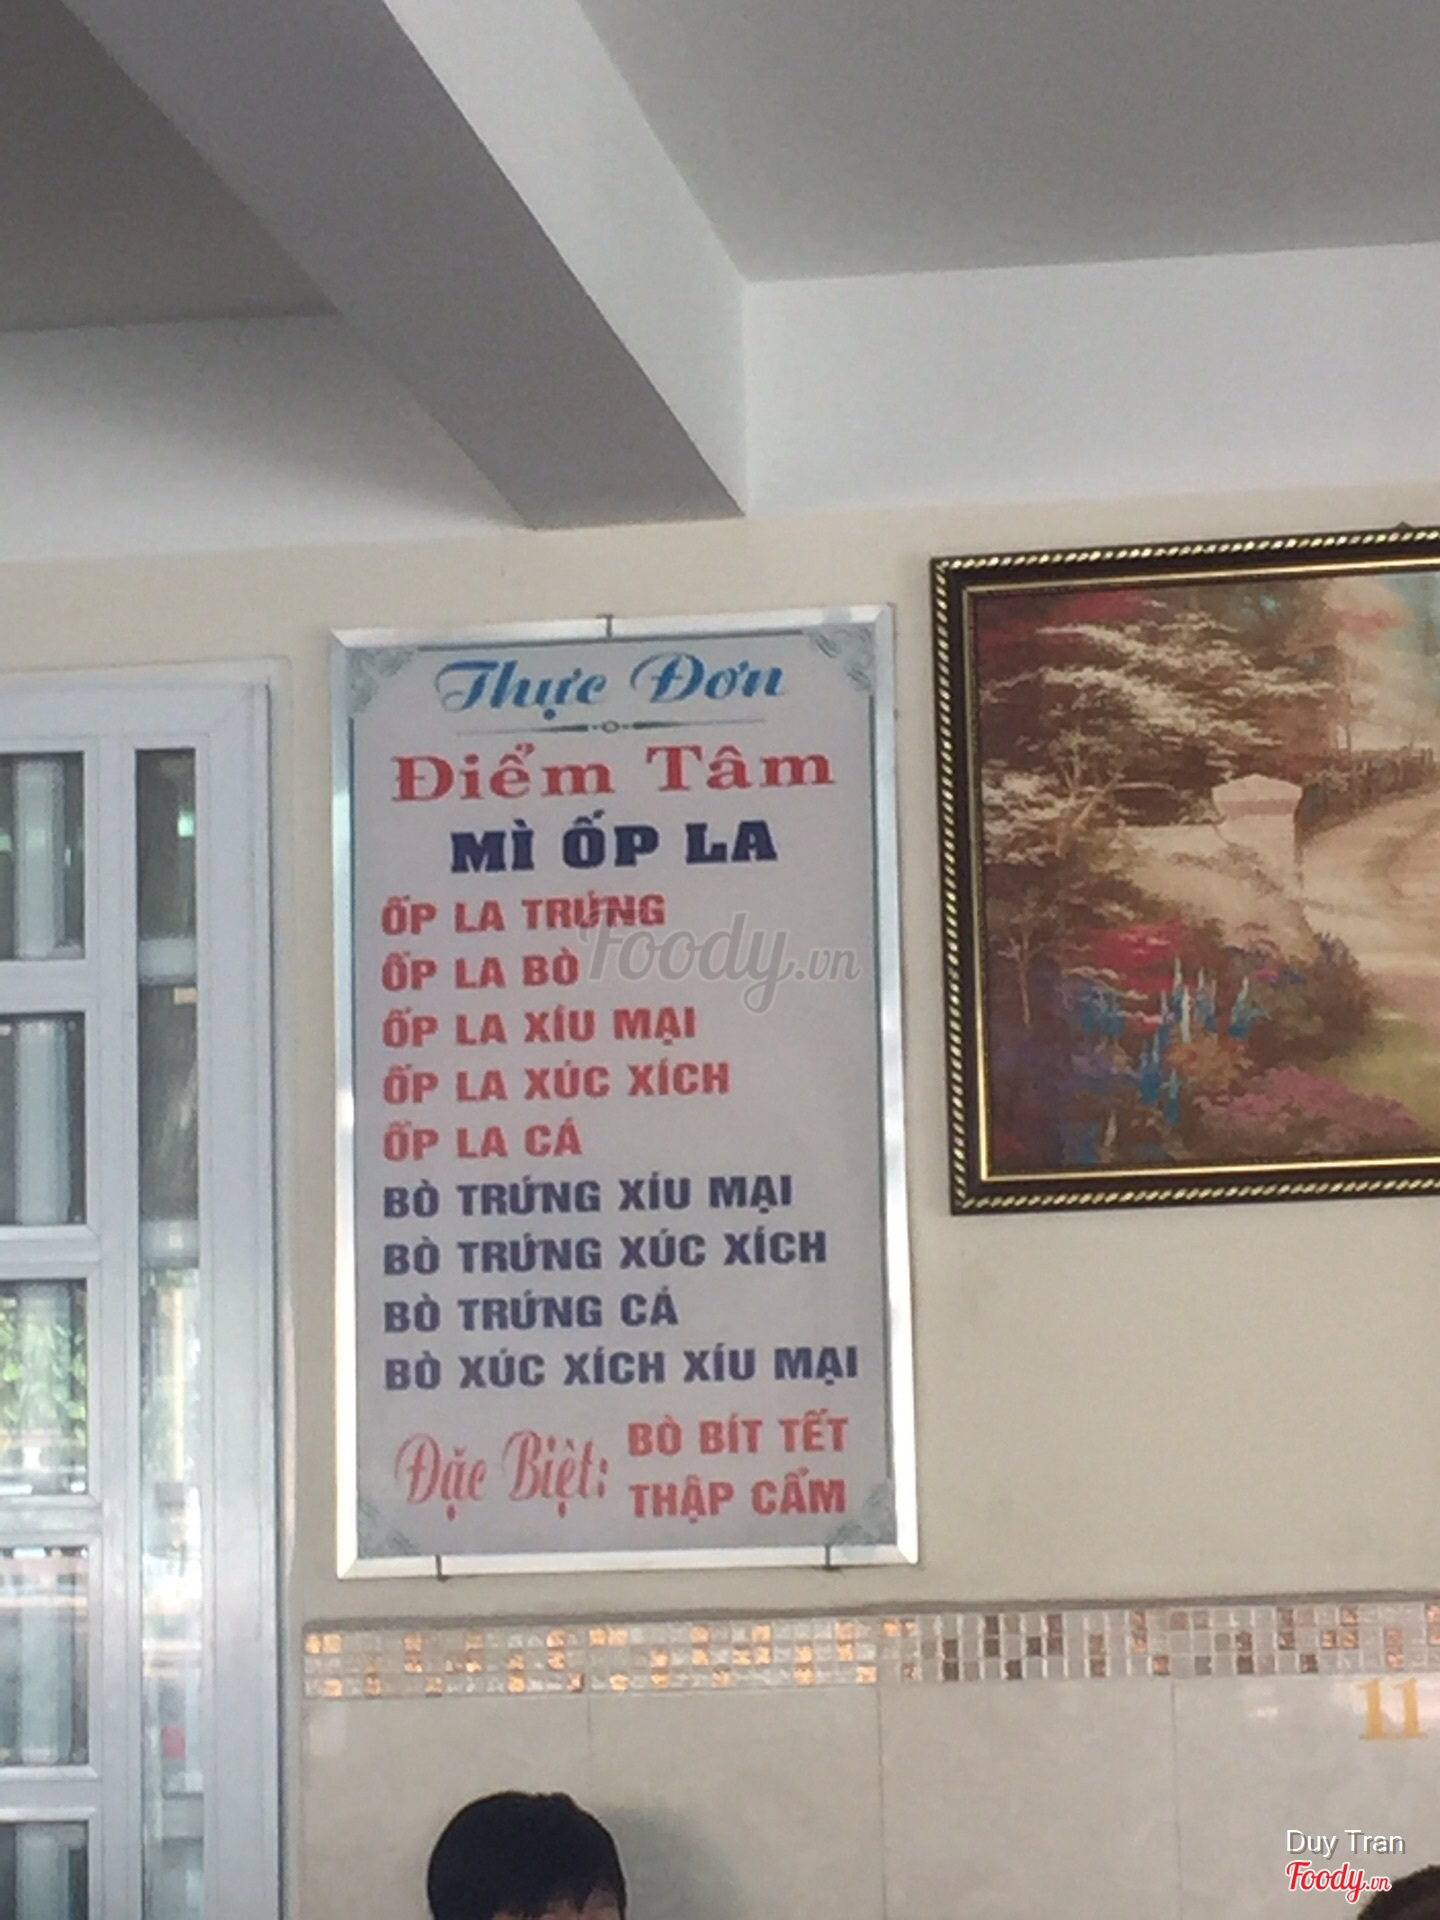 Thực Đơn
Điểm Tâm
MÌ ỐP LA
ỐP LA TRỨNG
ỐP LA BÒ
ỐP LA XÍU MẠI
ỐP LA XÚC XÍCH
ỐP LA CÁ
BÒ TRỨNG XÍU MẠI
BÒ TRỨNG XÚC XÍCH
BÒ TRỨNG CÁ
BÒ XÚC XÍCH XÍU MẠI
Đặc Biệt: BÒ BÍT TẾT
THẬP CẨM
Foody.vn
11
Duy Tran
Foody.vn